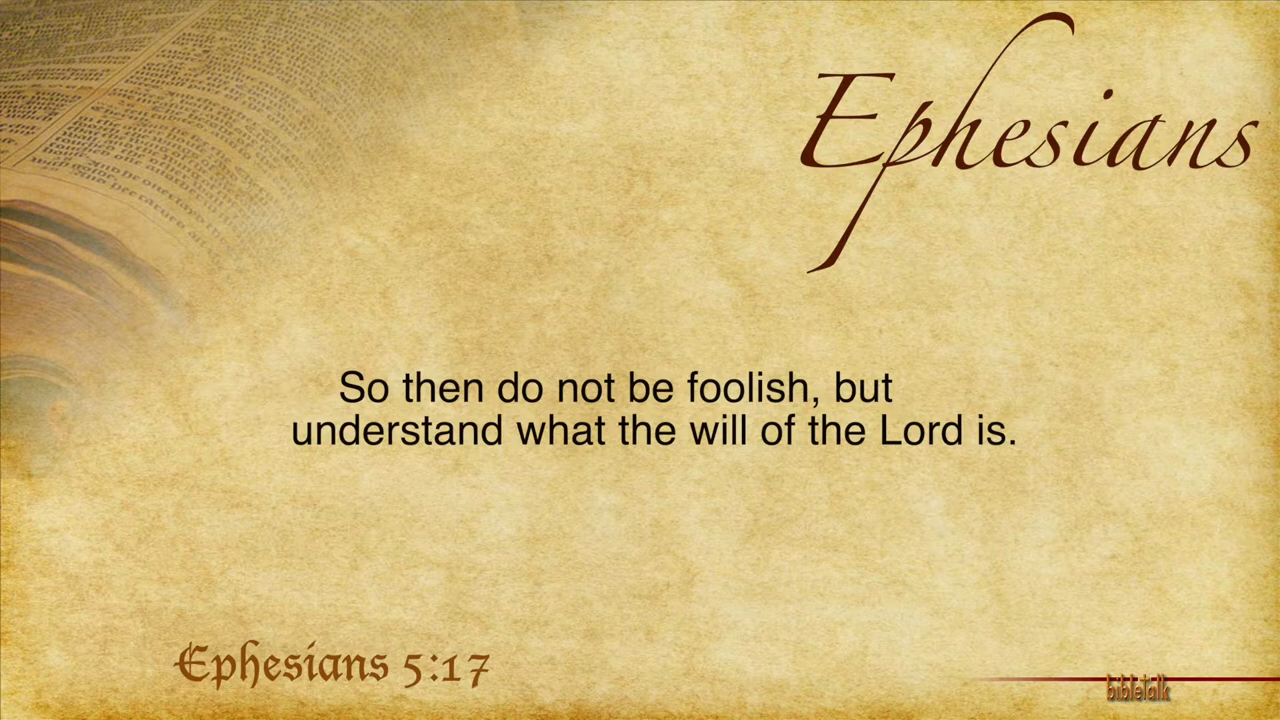 Ephesians
So then do not be foolish, but
understand what the will of the Lord is.
Ephesians 5:17
bibletalk